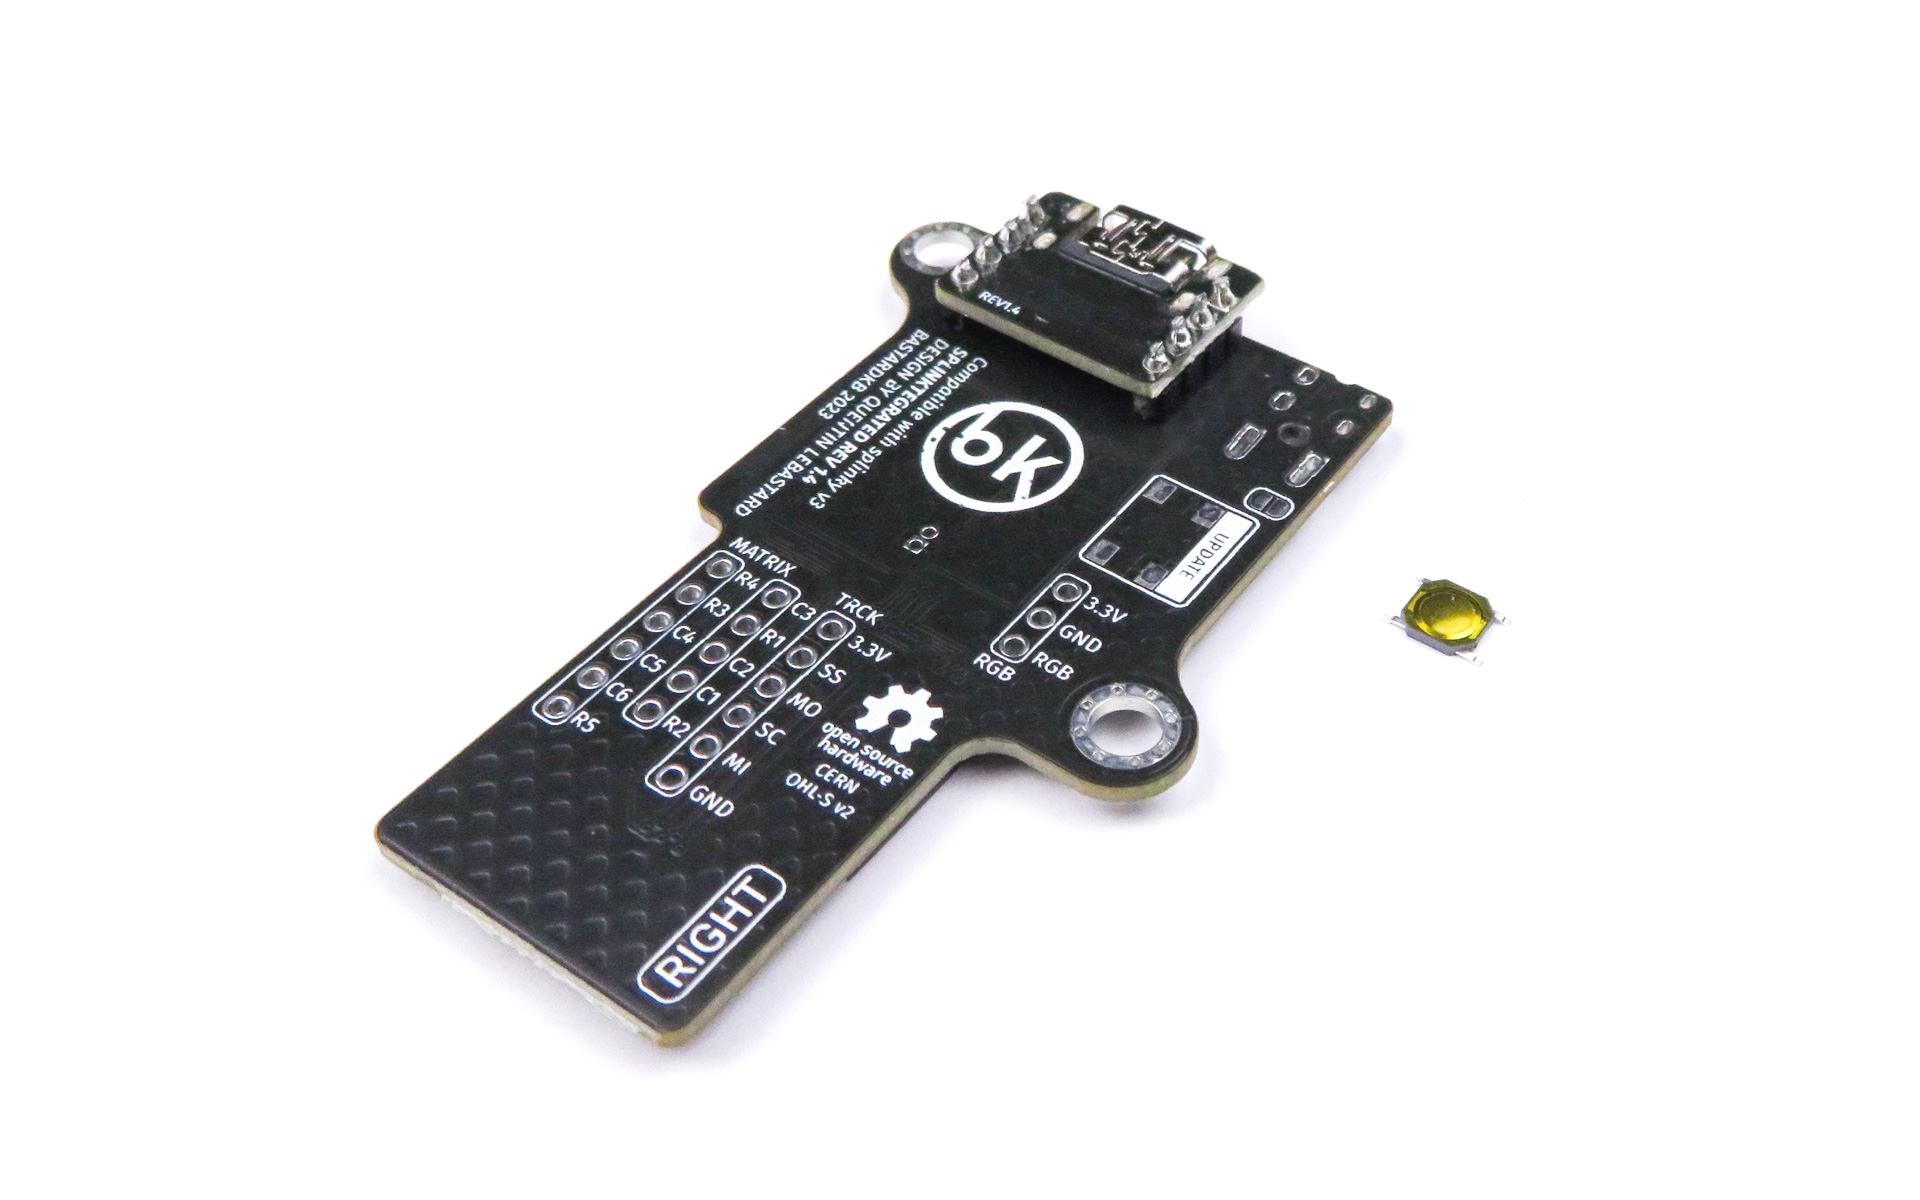 REV1.4
Compatible with splinky v3
SPLINKTEGRATED REV 1.4
DESIGN BY QUENTIN LEBASTARD
BASTARDKB 2023
bk
UPDATE
3.3V
GND
RGB
RGB
MATRIX
R4
R3
C4
C5
C6
R5
C3
R1
C2
C1
R2
TRCK
3.3V
SS
MO
SC
MI
GND
open source
hardware
CERN
OHL-S v2
RIGHT